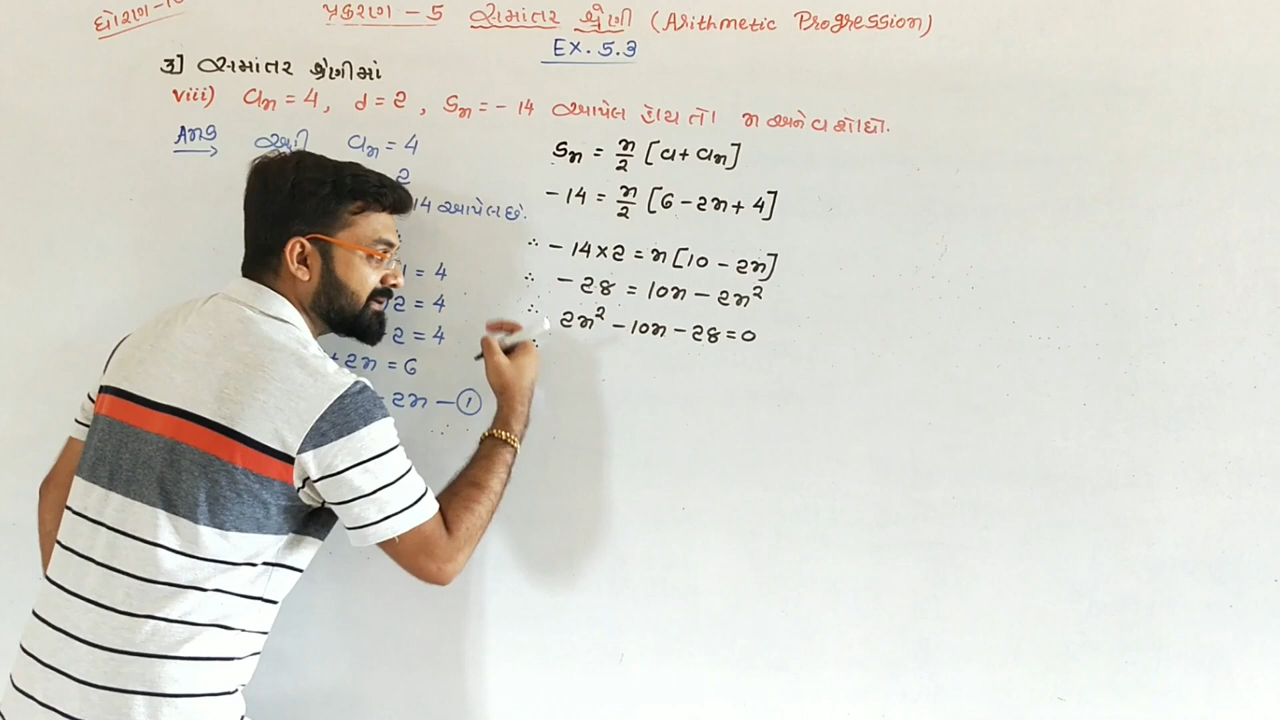 ધોરણ-10
પ્રકરણ – 5 સમાંતર શ્રેણી (Arithmetic Progression)
EX. 5.3
૩] સમાંતર શ્રેણીમાં
viii) an = 4, d = 2, Sn = - 14 આપેલ હોય તો n અને a શોધો.
Ans અહી an = 4
2
14 આપેલ છે.
= 4
2 = 4
2 = 4
+ 2n = 6
- 2n — ①
Sn = n/2 [a + an]
- 14 = n/2 [6 - 2n + 4]
∴ - 14 × 2 = n [10 - 2n]
∴ - 28 = 10n - 2n²
∴ 2n² - 10n - 28 = 0